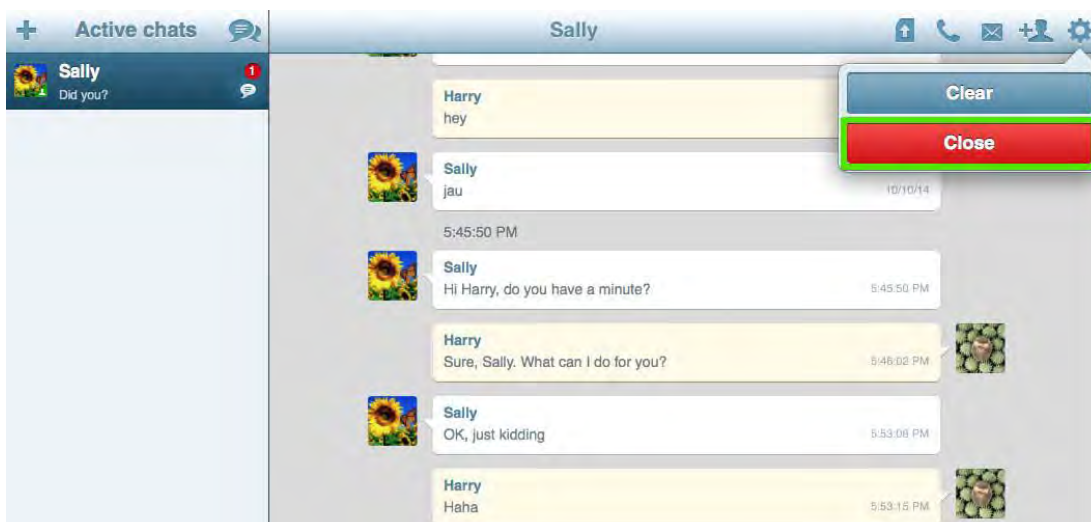 Active chats
Sally
Sally
1
Did you?
Clear
Close
Harry
hey
Sally
jau
10/10/14
5:45:50 PM
Sally
Hi Harry, do you have a minute?
5:45:50 PM
Harry
Sure, Sally. What can I do for you?
5:46:02 PM
Sally
OK, just kidding
5:53:06 PM
Harry
Haha
5:53:15 PM